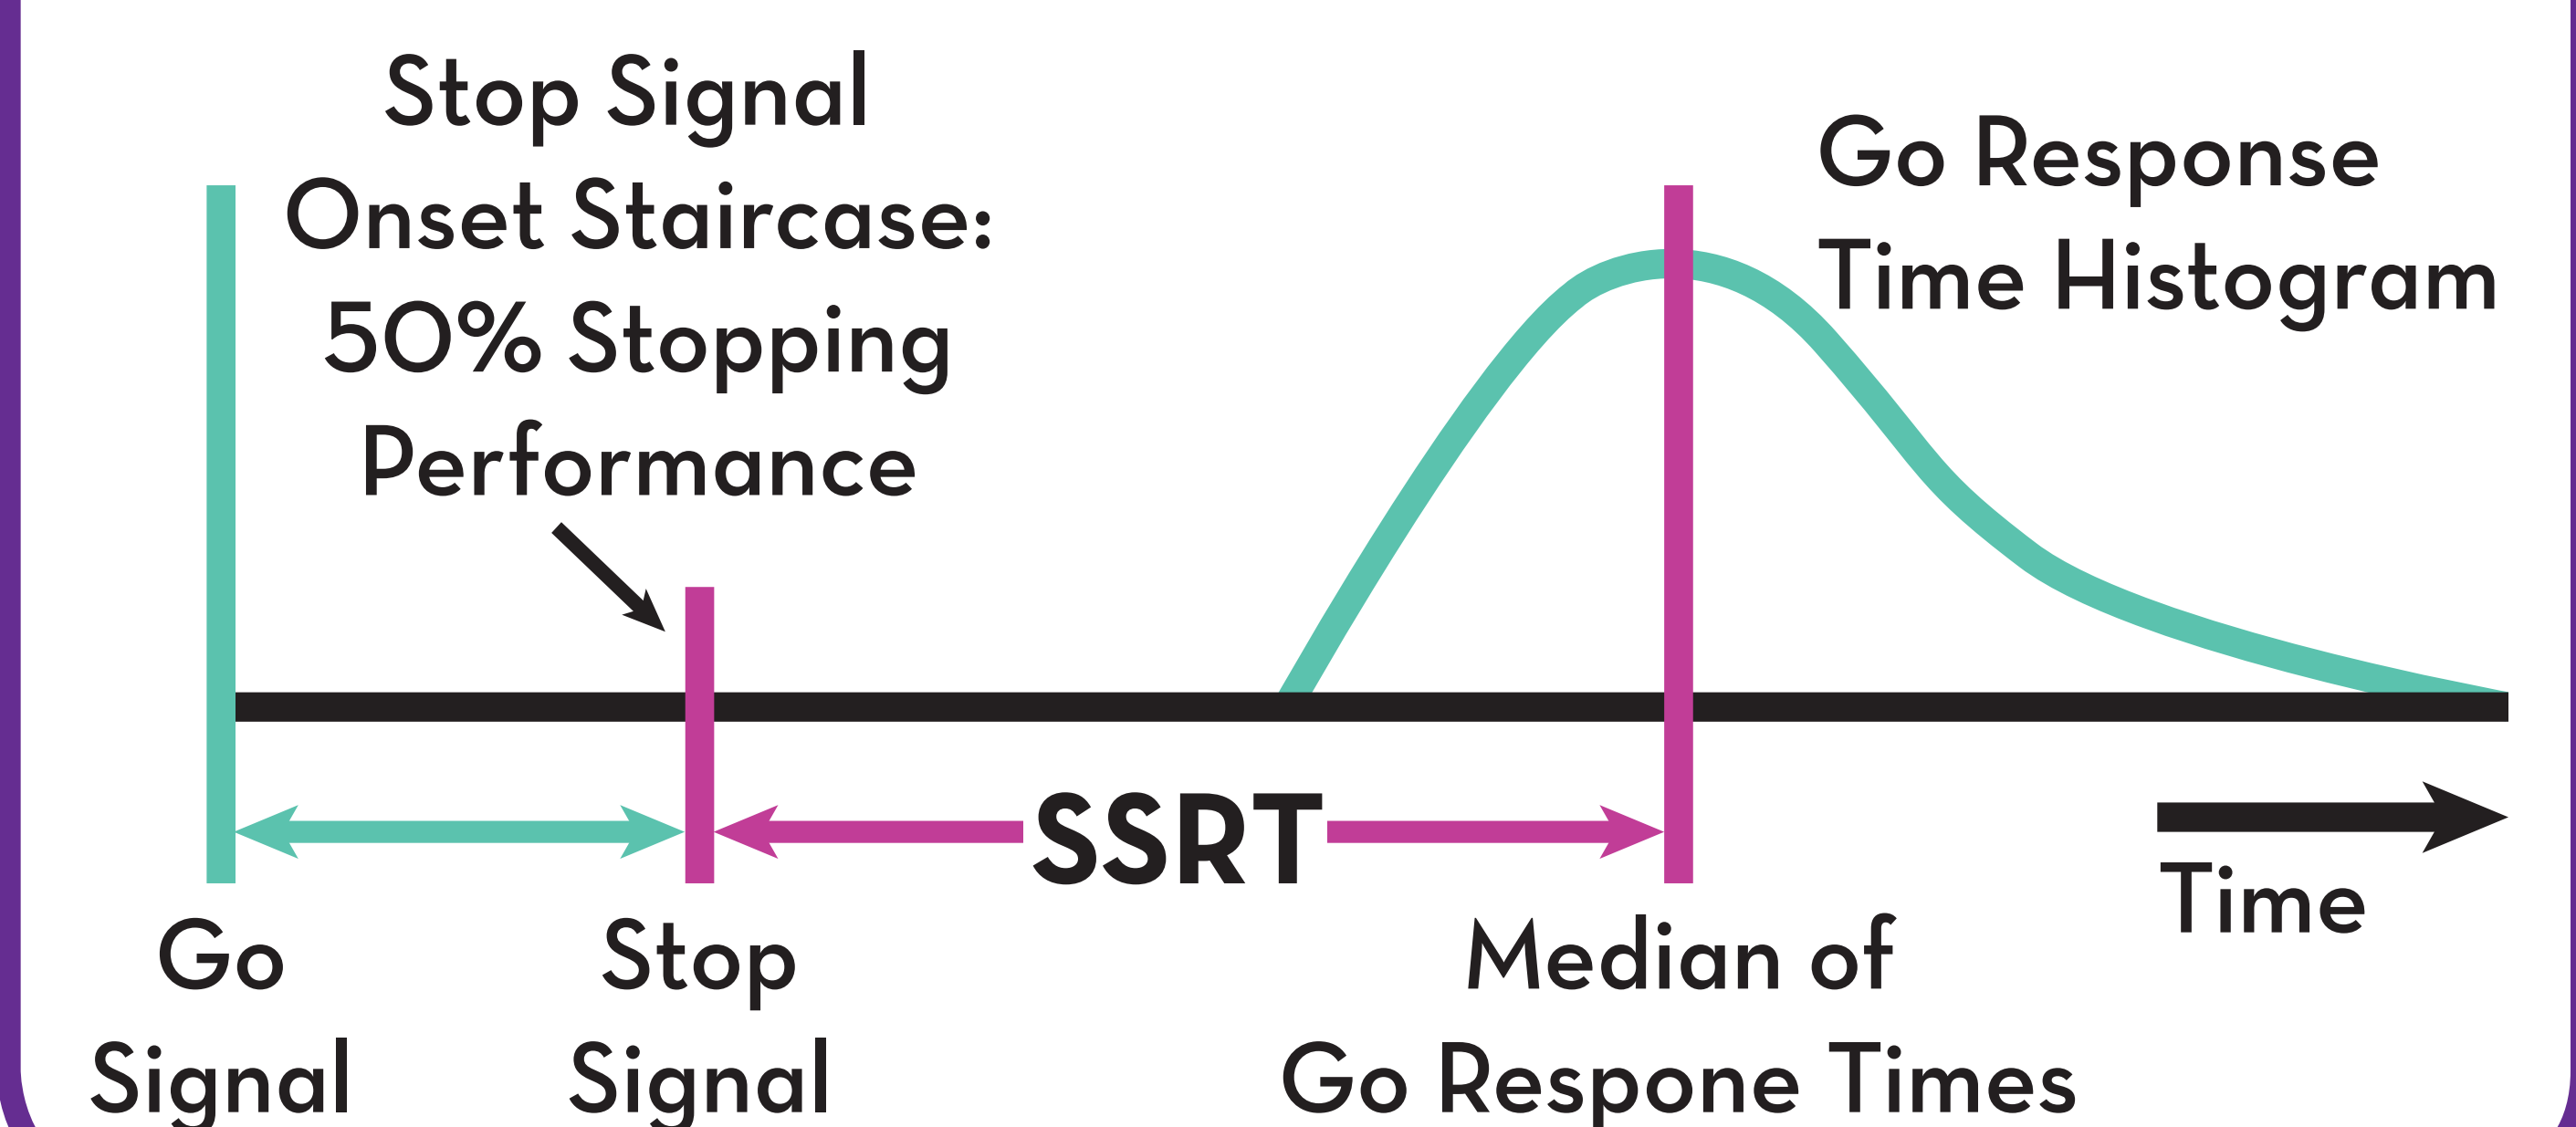 Stop Signal
Onset Staircase:
50% Stopping
Performance
Go Response
Time Histogram
SSRT
Time
Go
Signal
Stop
Signal
Median of
Go Respone Times